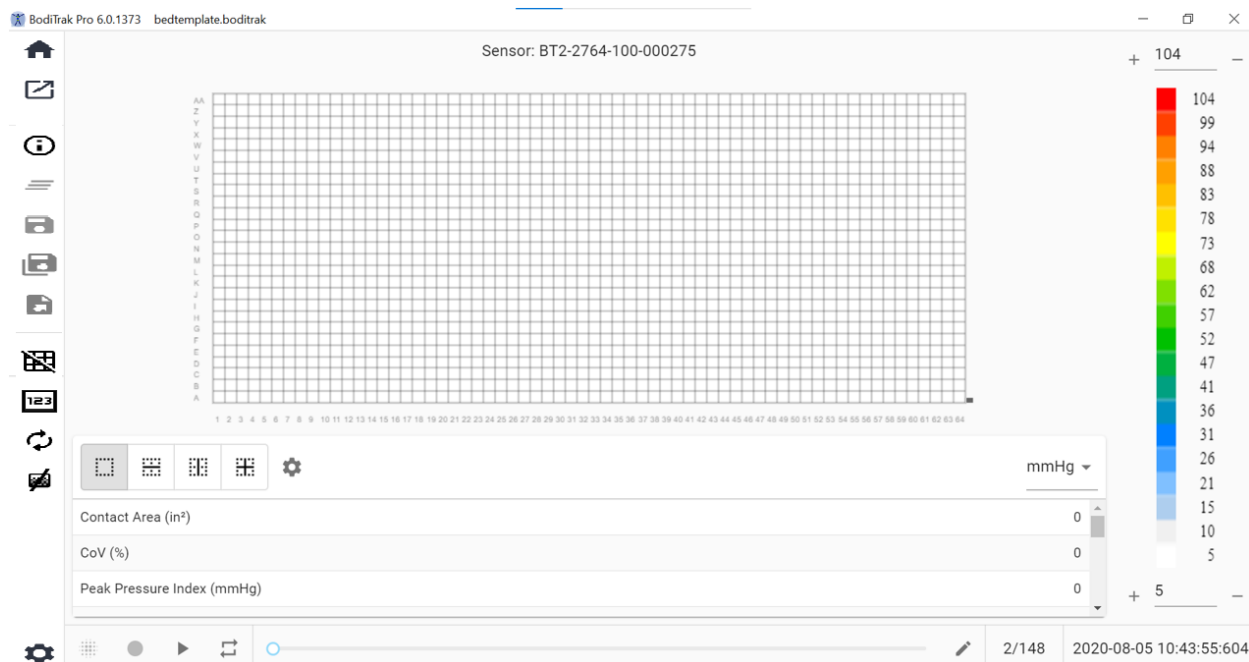 BodiTrak Pro 6.0.1373 bedtemplate.boditrak
Sensor: BT2-2764-100-000275
104
AA
Z
Y
X
W
V
U
T
S
R
Q
P
O
N
M
L
K
J
I
H
G
F
E
D
C
B
A
1 2 3 4 5 6 7 8 9 10 11 12 13 14 15 16 17 18 19 20 21 22 23 24 25 26 27 28 29 30 31 32 33 34 35 36 37 38 39 40 41 42 43 44 45 46 47 48 49 50 51 52 53 54 55 56 57 58 59 60 61 62 63 64
104
99
94
88
83
78
73
68
62
57
52
47
41
36
31
26
21
15
10
5
5
123
mmHg
Contact Area (in²) 0
CoV (%) 0
Peak Pressure Index (mmHg) 0
2/148 2020-08-05 10:43:55:604